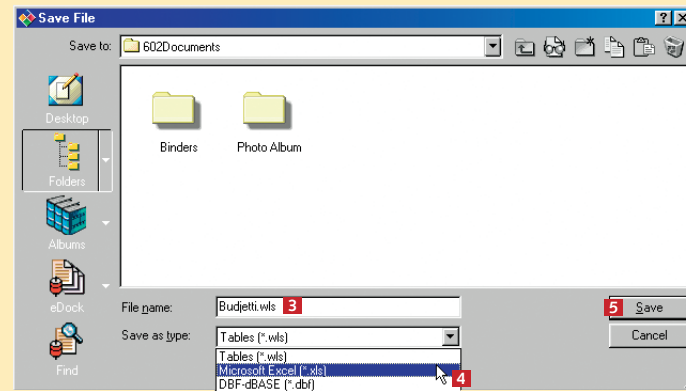 Save File
Save to: 602Documents
Desktop
Folders
Albums
eDock
Find
Binders
Photo Album
File name: Budjetti.wls 3
5 Save
Save as type: Tables (*.wls)
Cancel
Tables (*.wls)
Microsoft Excel (*.xls)
4
DBF-dBASE (*.dbf)